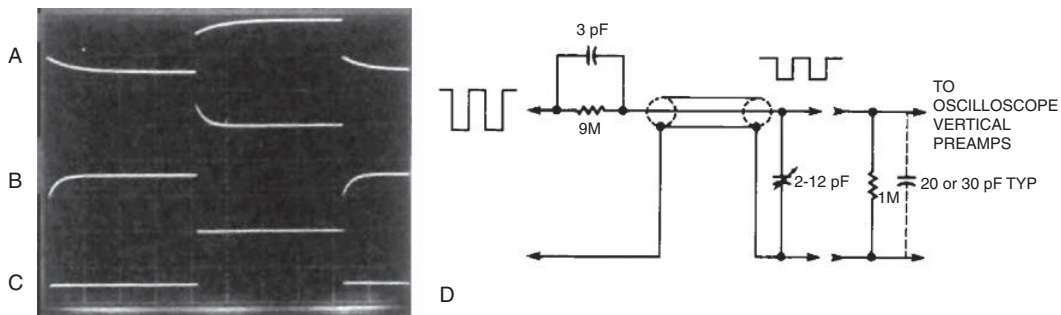 A
B
C
D
3 pF
9M
2-12 pF
1M
20 or 30 pF TYP
TO
OSCILLOSCOPE
VERTICAL
PREAMPS